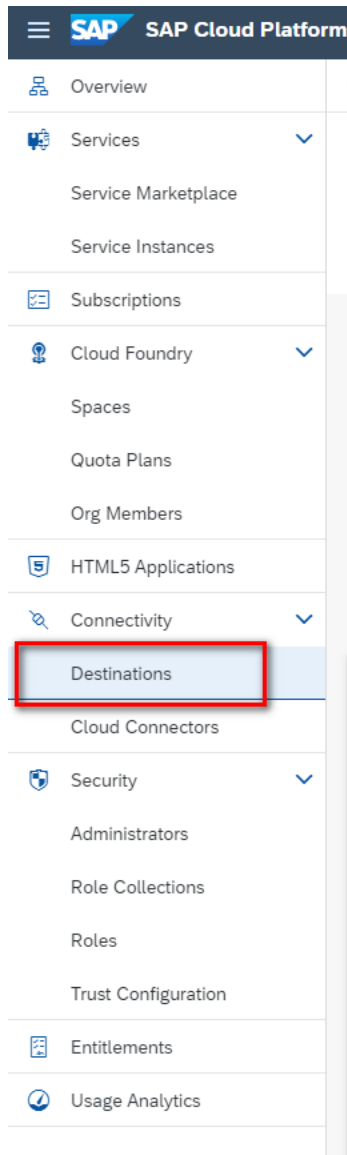 SAP SAP Cloud Platform
Overview
Services
Service Marketplace
Service Instances
Subscriptions
Cloud Foundry
Spaces
Quota Plans
Org Members
5 HTML5 Applications
Connectivity
Destinations
Cloud Connectors
Security
Administrators
Role Collections
Roles
Trust Configuration
Entitlements
Usage Analytics